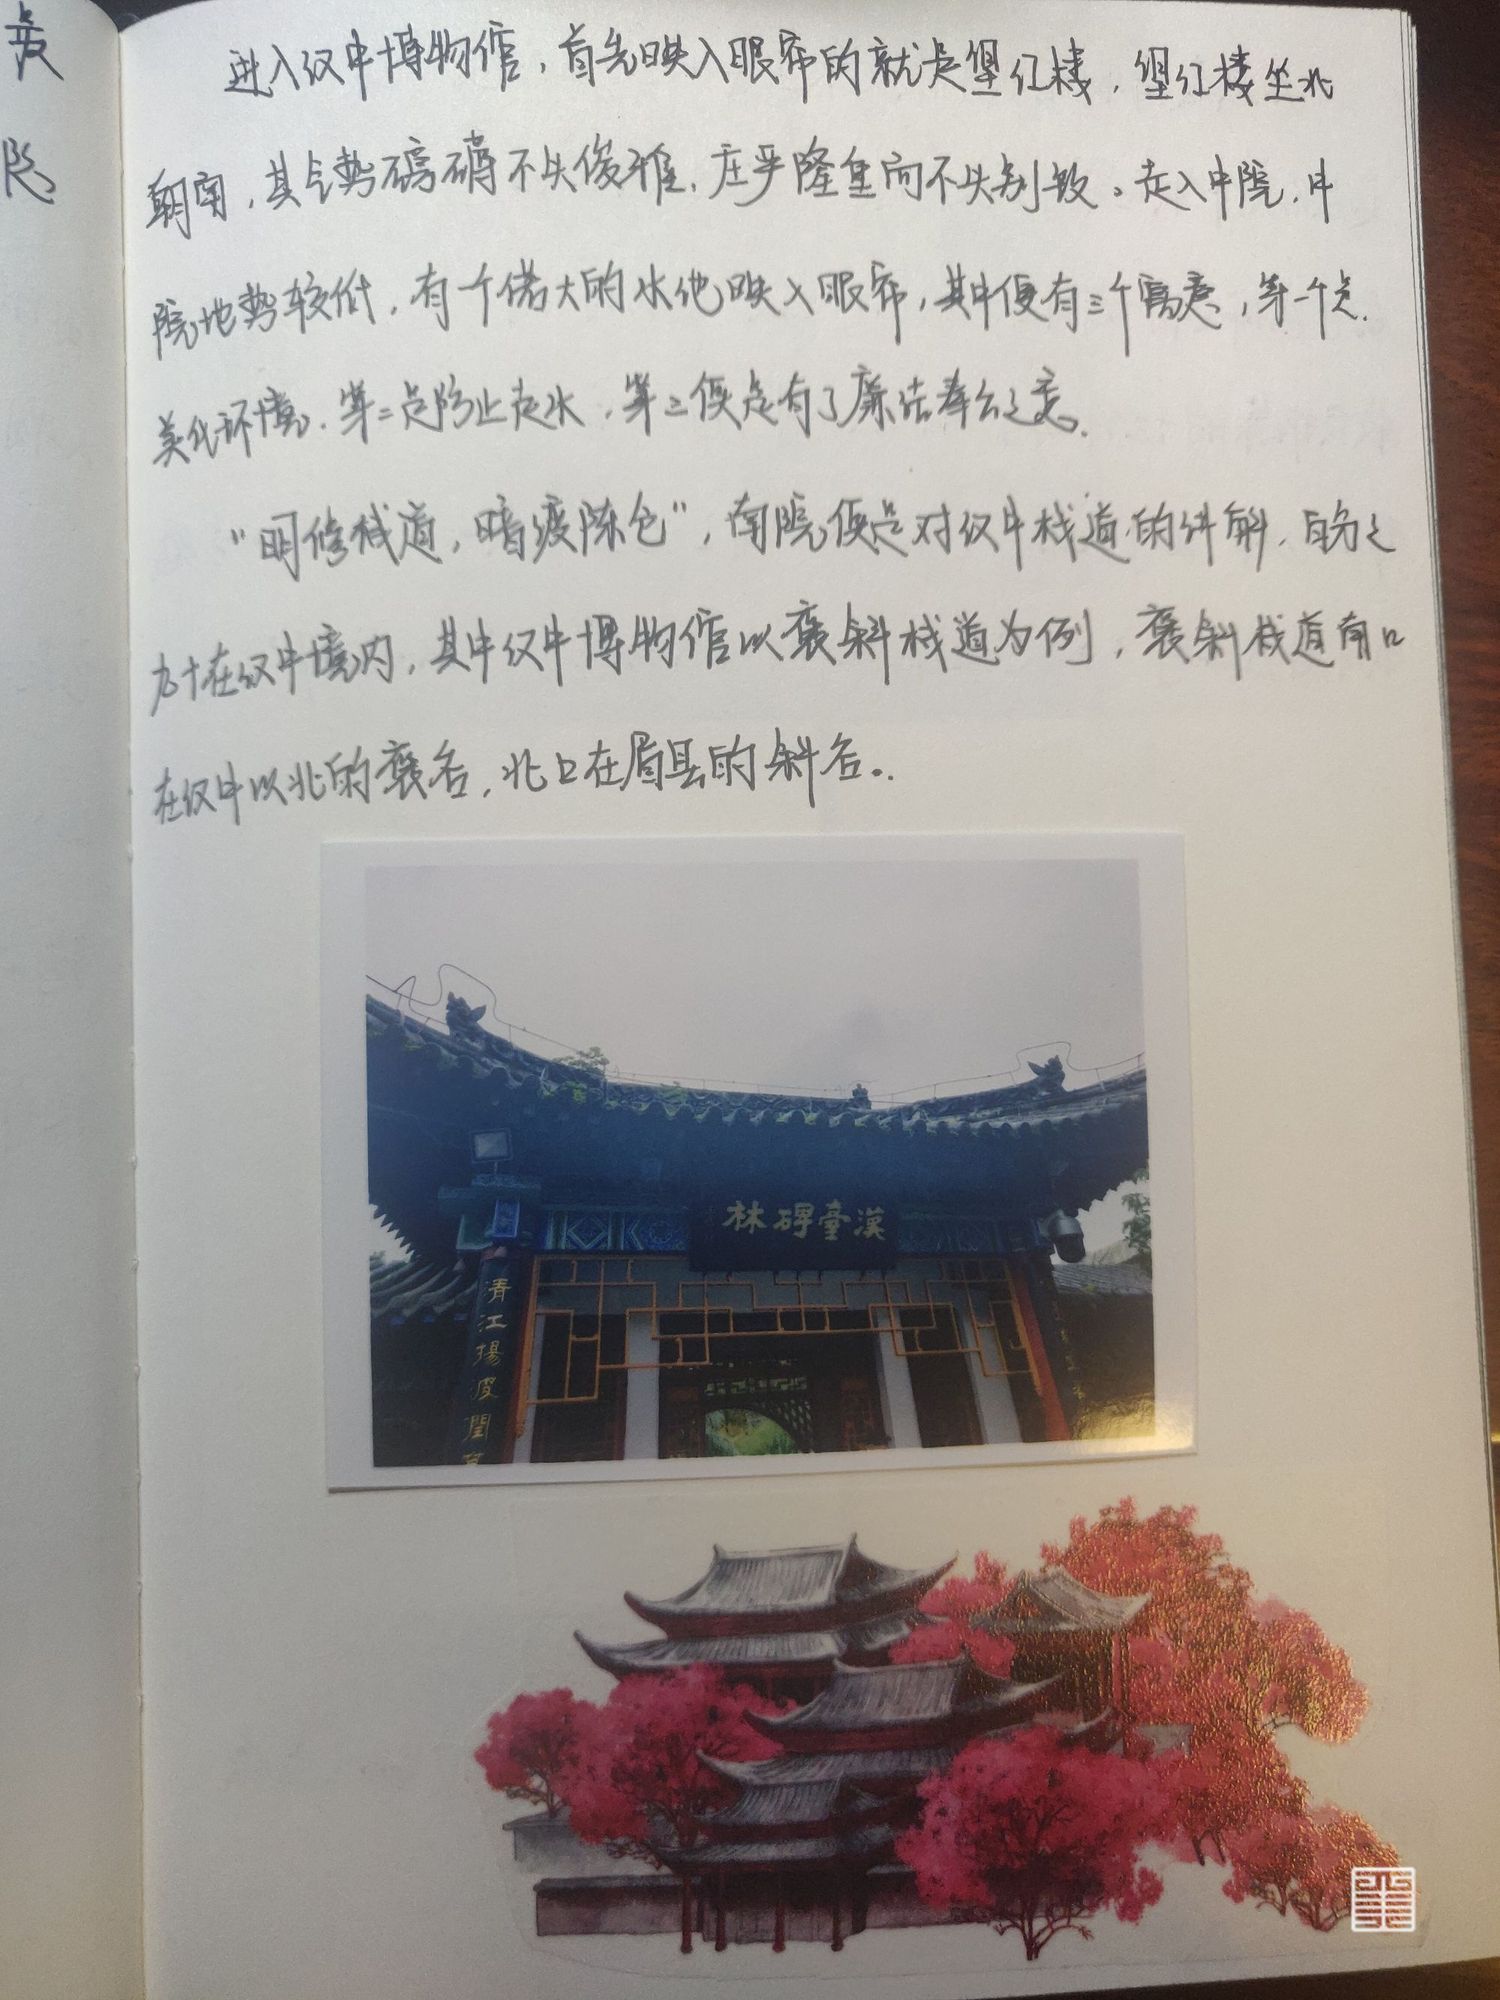 进入汉中博物馆，首先映入眼帘的就是望江楼，望江楼坐北
朝南，其气势磅礴不失俊雅，庄严隆重而不失别致。走入中院，中
院地势较低，有一个偌大的水池映入眼帘，其中便有三个寓意，第一个是
美化环境，第二是防止走水，第三便是有了廉洁奉公之意。
“明修栈道，暗度陈仓”，南院便是对汉中栈道的讲解，百分之
九十在汉中境内，其中汉中博物馆以褒斜栈道为例，褒斜栈道南口
在汉中以北的褒谷，北口在眉县的斜谷。
林碑臺漢
清江揚波聞